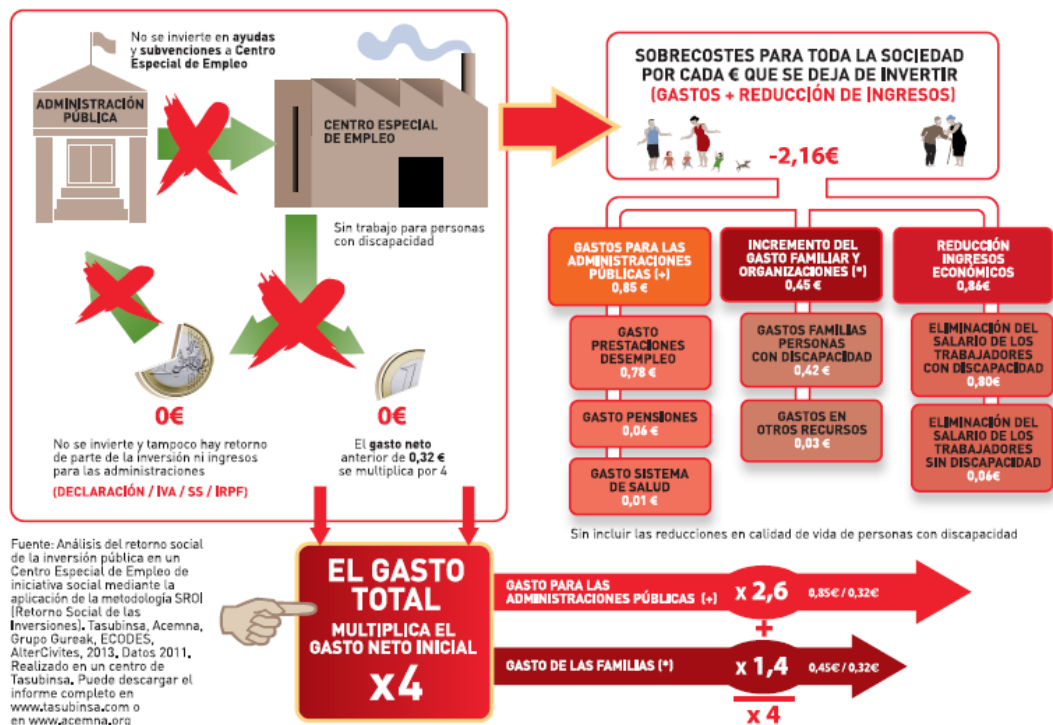 No se invierte en ayudas
y subvenciones a Centro
Especial de Empleo
ADMINISTRACIÓN
PÚBLICA
CENTRO ESPECIAL
DE EMPLEO
Sin trabajo para personas
con discapacidad
0€
No se invierte y tampoco hay retorno
de parte de la inversión ni ingresos
para las administraciones
(DECLARACIÓN / IVA / SS / IRPF)
0€
El gasto neto
anterior de 0,32 €
se multiplica por 4
SOBRECOSTES PARA TODA LA SOCIEDAD
POR CADA € QUE SE DEJA DE INVERTIR
(GASTOS + REDUCCIÓN DE INGRESOS)
-2,16€
GASTOS PARA LAS
ADMINISTRACIONES
PÚBLICAS (+)
0,85 €
GASTO
PRESTACIONES
DESEMPLEO
0,78 €
GASTO PENSIONES
0,06 €
GASTO SISTEMA
DE SALUD
0,01 €
INCREMENTO DEL
GASTO FAMILIAR Y
ORGANIZACIONES (*)
0,45 €
GASTOS FAMILIAS
PERSONAS
CON DISCAPACIDAD
0,42 €
GASTOS EN
OTROS RECURSOS
0,03 €
REDUCCIÓN
INGRESOS
ECONÓMICOS
0,86€
ELIMINACIÓN DEL
SALARIO DE LOS
TRABAJADORES
CON DISCAPACIDAD
0,80€
ELIMINACIÓN DEL
SALARIO DE LOS
TRABAJADORES
SIN DISCAPACIDAD
0,06€
Sin incluir las reducciones en calidad de vida de personas con discapacidad
Fuente: Análisis del retorno social
de la inversión pública en un
Centro Especial de Empleo de
iniciativa social mediante la
aplicación de la metodología SROI
(Retorno Social de las
Inversiones). Tasubinsa, Acemna,
Grupo Gureak, ECODES,
AlterCivites, 2013. Datos 2011.
Realizado en un centro de
Tasubinsa. Puede descargar el
informe completo en
www.tasubinsa.com o
en www.acemna.org
EL GASTO
TOTAL
MULTIPLICA EL
GASTO NETO INICIAL
x4
GASTO PARA LAS
ADMINISTRACIONES PÚBLICAS (+)
x 2,6
0,85€ / 0,32€
+
GASTO DE LAS FAMILIAS (*)
x 1,4
0,45€ / 0,32€
x 4